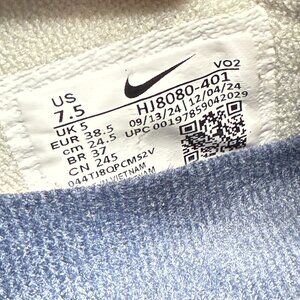 VO2
US
7.5
UK 5
EUR 38.5
cm 24.5
BR 37
CN 245
HJ8080-401
09/13/24 12/04/24
UPC 00197859042029
VIETNAM